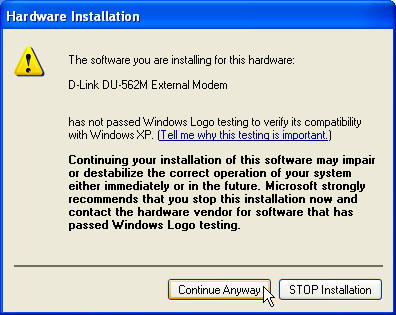 Hardware Installation
The software you are installing for this hardware:
D-Link DU-562M External Modem
has not passed Windows Logo testing to verify its compatibility
with Windows XP. (Tell me why this testing is important.)
Continuing your installation of this software may impair
or destabilize the correct operation of your system
either immediately or in the future. Microsoft strongly
recommends that you stop this installation now and
contact the hardware vendor for software that has
passed Windows Logo testing.
Continue Anyway
STOP Installation